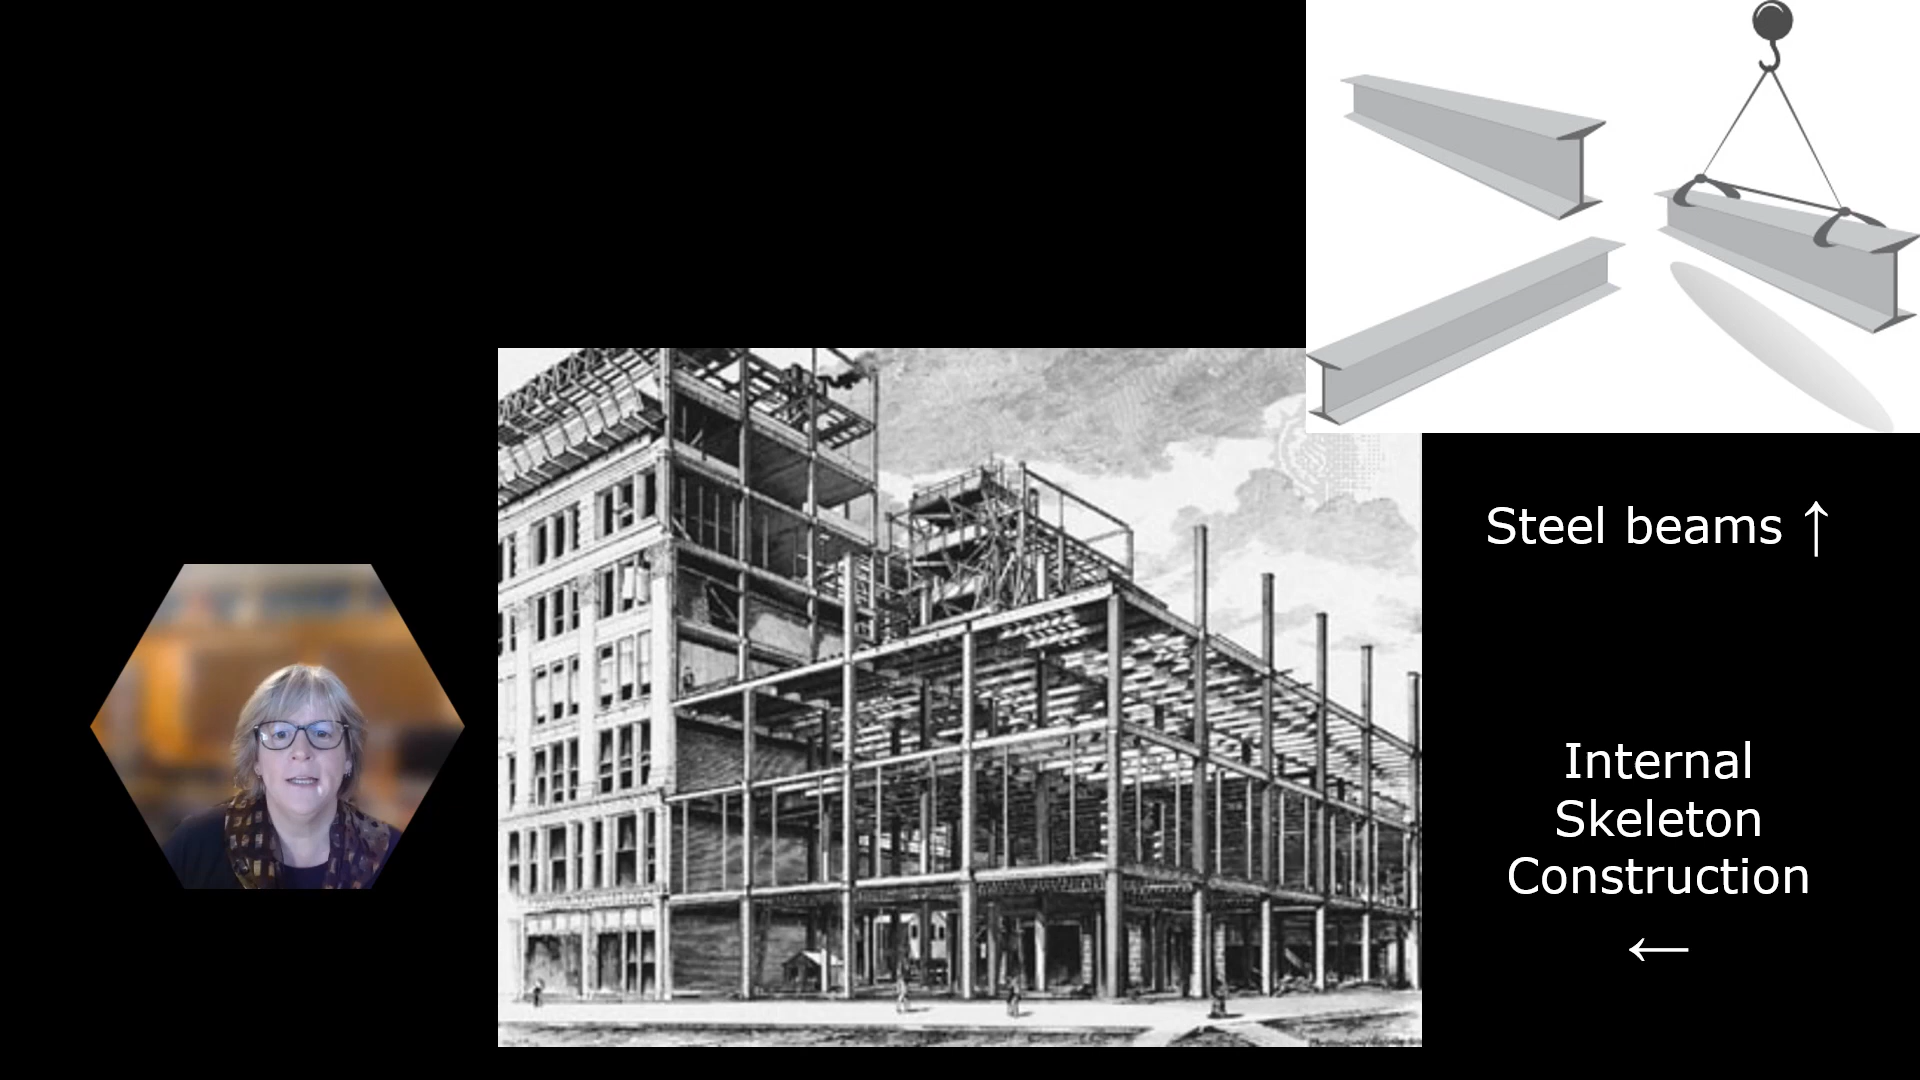 Steel beams ↑
Internal
Skeleton
Construction
←